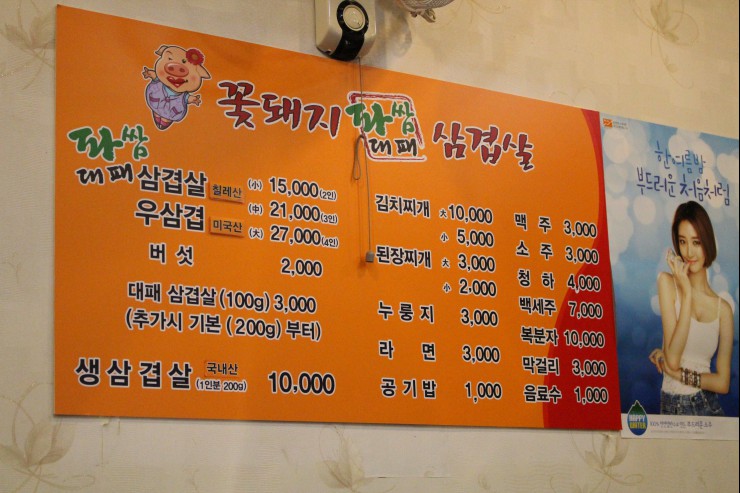 꽃돼지 파쌈 대패 삼겹살
파쌈
대패 삼겹살 칠레산 (小) 15,000(2인)
우삼겹 미국산 (中) 21,000(3인)
(大) 27,000(4인)
버섯 2,000
대패 삼겹살 (100g) 3,000
(추가시 기본 (200g) 부터)
생삼겹살 국내산 (1인분 200g) 10,000
김치찌개 大 10,000
小 5,000
된장찌개 大 3,000
小 2,000
누룽지 3,000
라면 3,000
공기밥 1,000
맥주 3,000
소주 3,000
청하 4,000
백세주 7,000
복분자 10,000
막걸리 3,000
음료수 1,000
한여름밤
부드러운 처음처럼